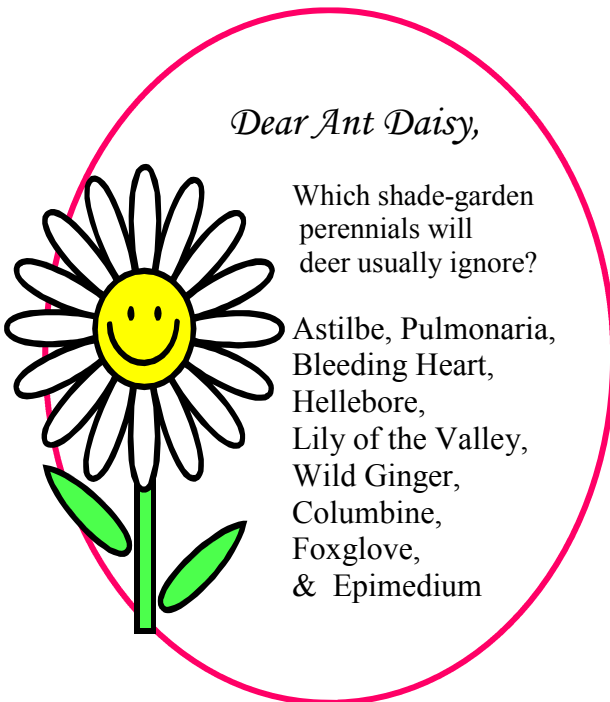 Dear Ant Daisy,
Which shade-garden
perennials will
deer usually ignore?
Astilbe, Pulmonaria,
Bleeding Heart,
Hellebore,
Lily of the Valley,
Wild Ginger,
Columbine,
Foxglove,
& Epimedium